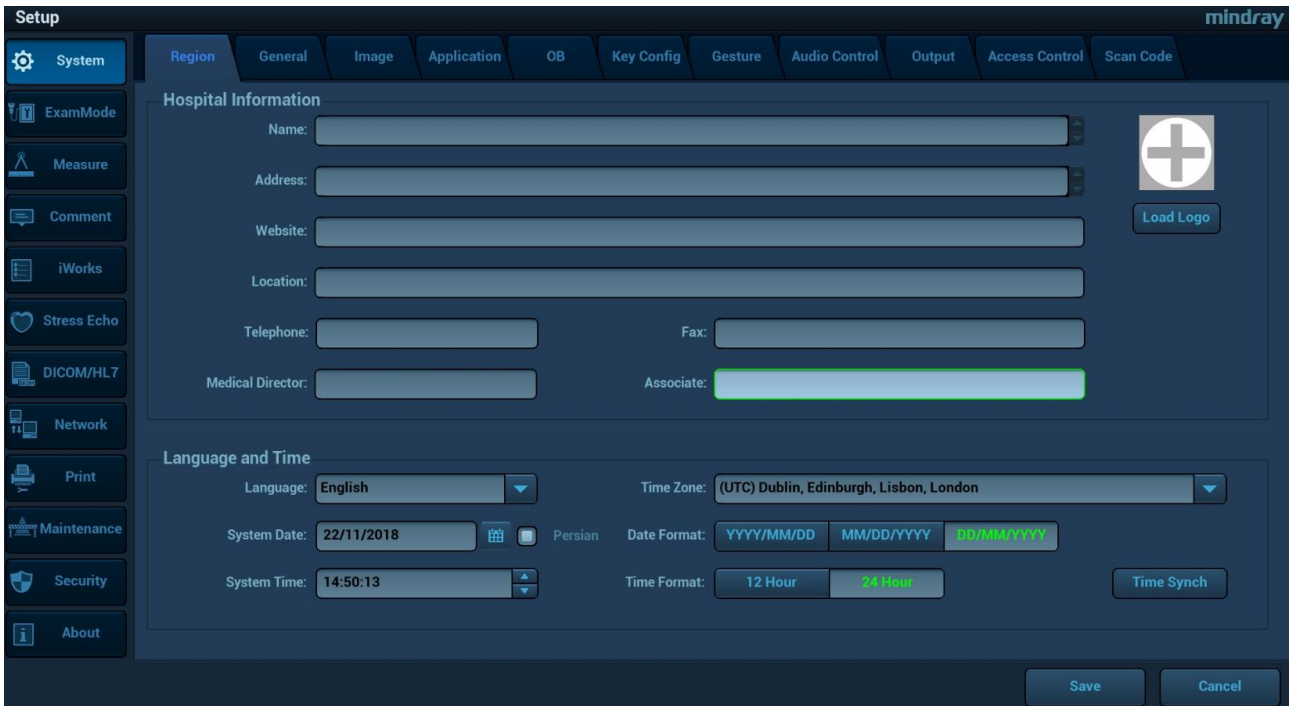 Setup
mindray
System
Region General Image Application OB Key Config Gesture Audio Control Output Access Control Scan Code
ExamMode
Measure
Comment
iWorks
Stress Echo
DICOM/HL7
Network
Print
Maintenance
Security
About
Hospital Information
Name:
Address:
Website:
Load Logo
Location:
Telephone: Fax:
Medical Director: Associate:
Language and Time
Language: English Time Zone: (UTC) Dublin, Edinburgh, Lisbon, London
System Date: 22/11/2018 Persian Date Format: YYYY/MM/DD MM/DD/YYYY DD/MM/YYYY
System Time: 14:50:13 Time Format: 12 Hour 24 Hour Time Synch
Save Cancel